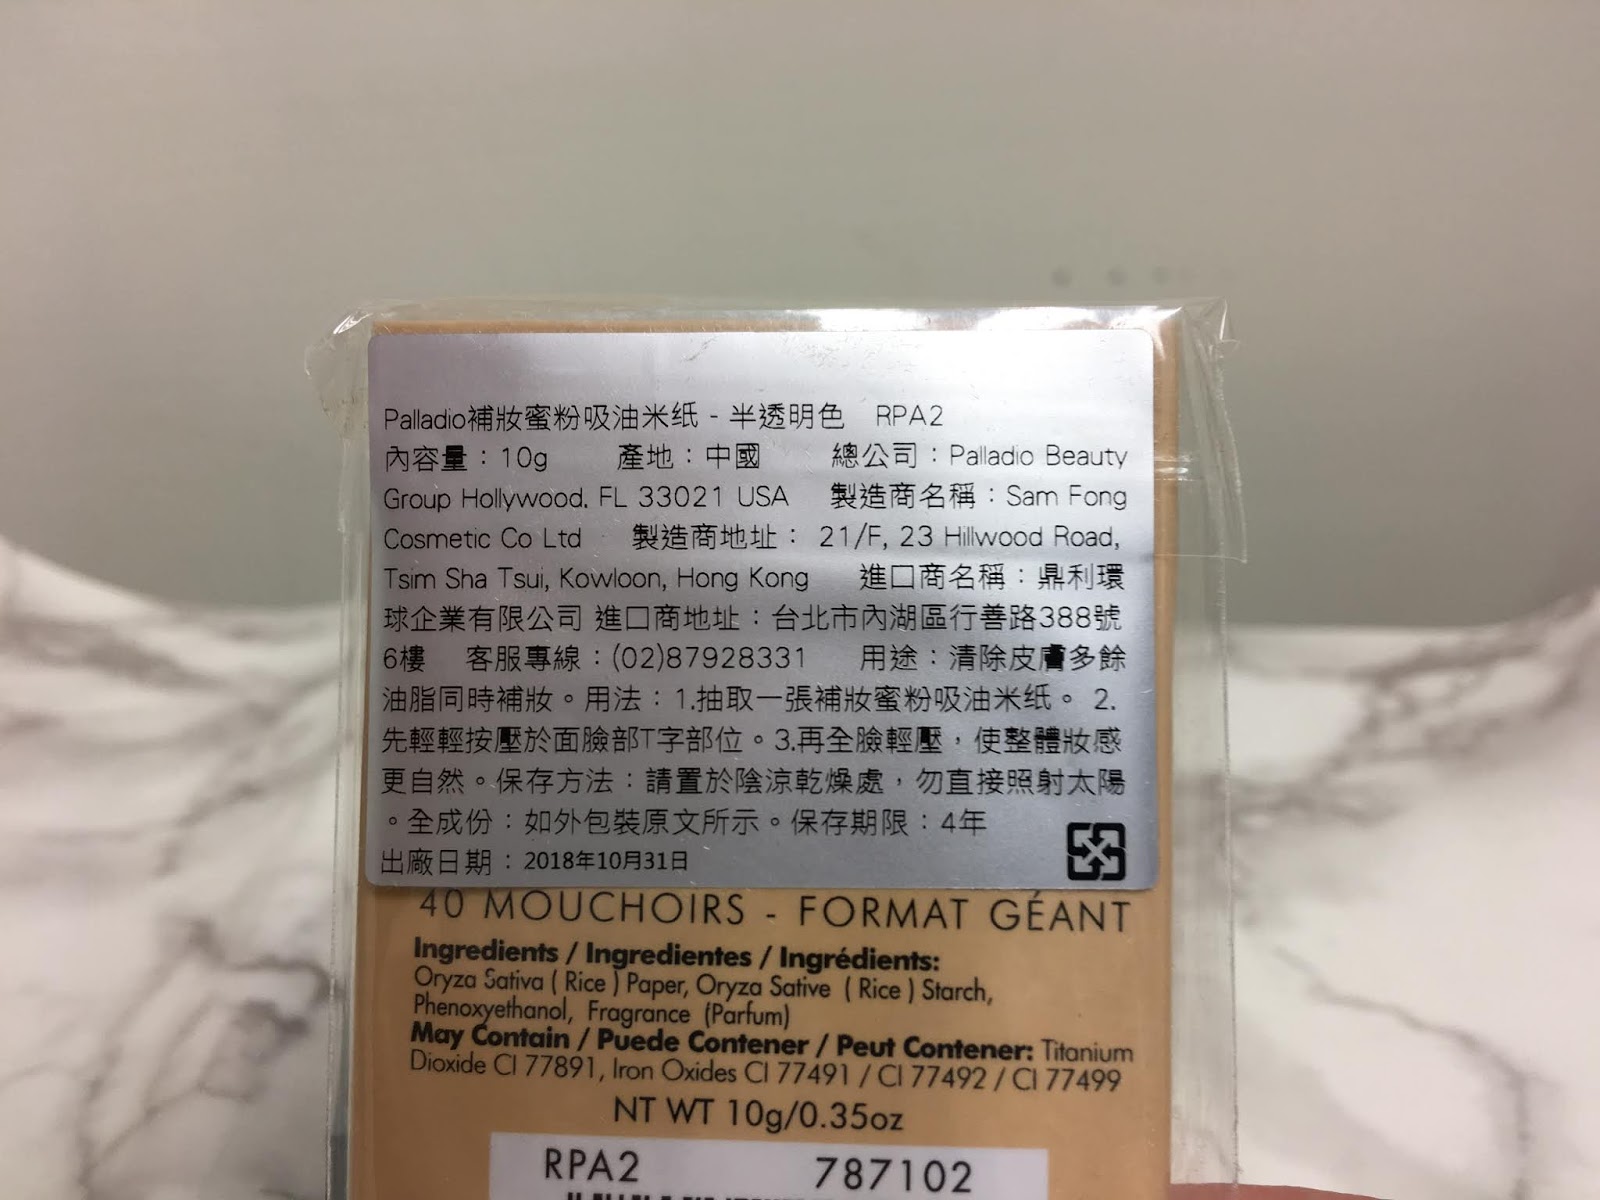 Palladio補妝蜜粉吸油米纸 - 半透明色 RPA2
內容量：10g 產地：中國 總公司：Palladio Beauty
Group Hollywood. FL 33021 USA 製造商名稱：Sam Fong
Cosmetic Co Ltd 製造商地址： 21/F, 23 Hillwood Road,
Tsim Sha Tsui, Kowloon, Hong Kong 進口商名稱：鼎利環
球企業有限公司 進口商地址：台北市內湖區行善路388號
6樓 客服專線：(02)87928331 用途：清除皮膚多餘
油脂同時補妝。用法：1.抽取一張補妝蜜粉吸油米纸。 2.
先輕輕按壓於面臉部T字部位。3.再全臉輕壓，使整體妝感
更自然。保存方法：請置於陰涼乾燥處，勿直接照射太陽
。全成份：如外包裝原文所示。保存期限：4年
出廠日期：2018年10月31日
40 MOUCHOIRS - FORMAT GÉANT
Ingredients / Ingredientes / Ingrédients:
Oryza Sativa ( Rice ) Paper, Oryza Sative ( Rice ) Starch,
Phenoxyethanol, Fragrance (Parfum)
May Contain / Puede Contener / Peut Contener: Titanium
Dioxide CI 77891, Iron Oxides CI 77491 / CI 77492 / CI 77499
NT WT 10g/0.35oz
RPA2 787102